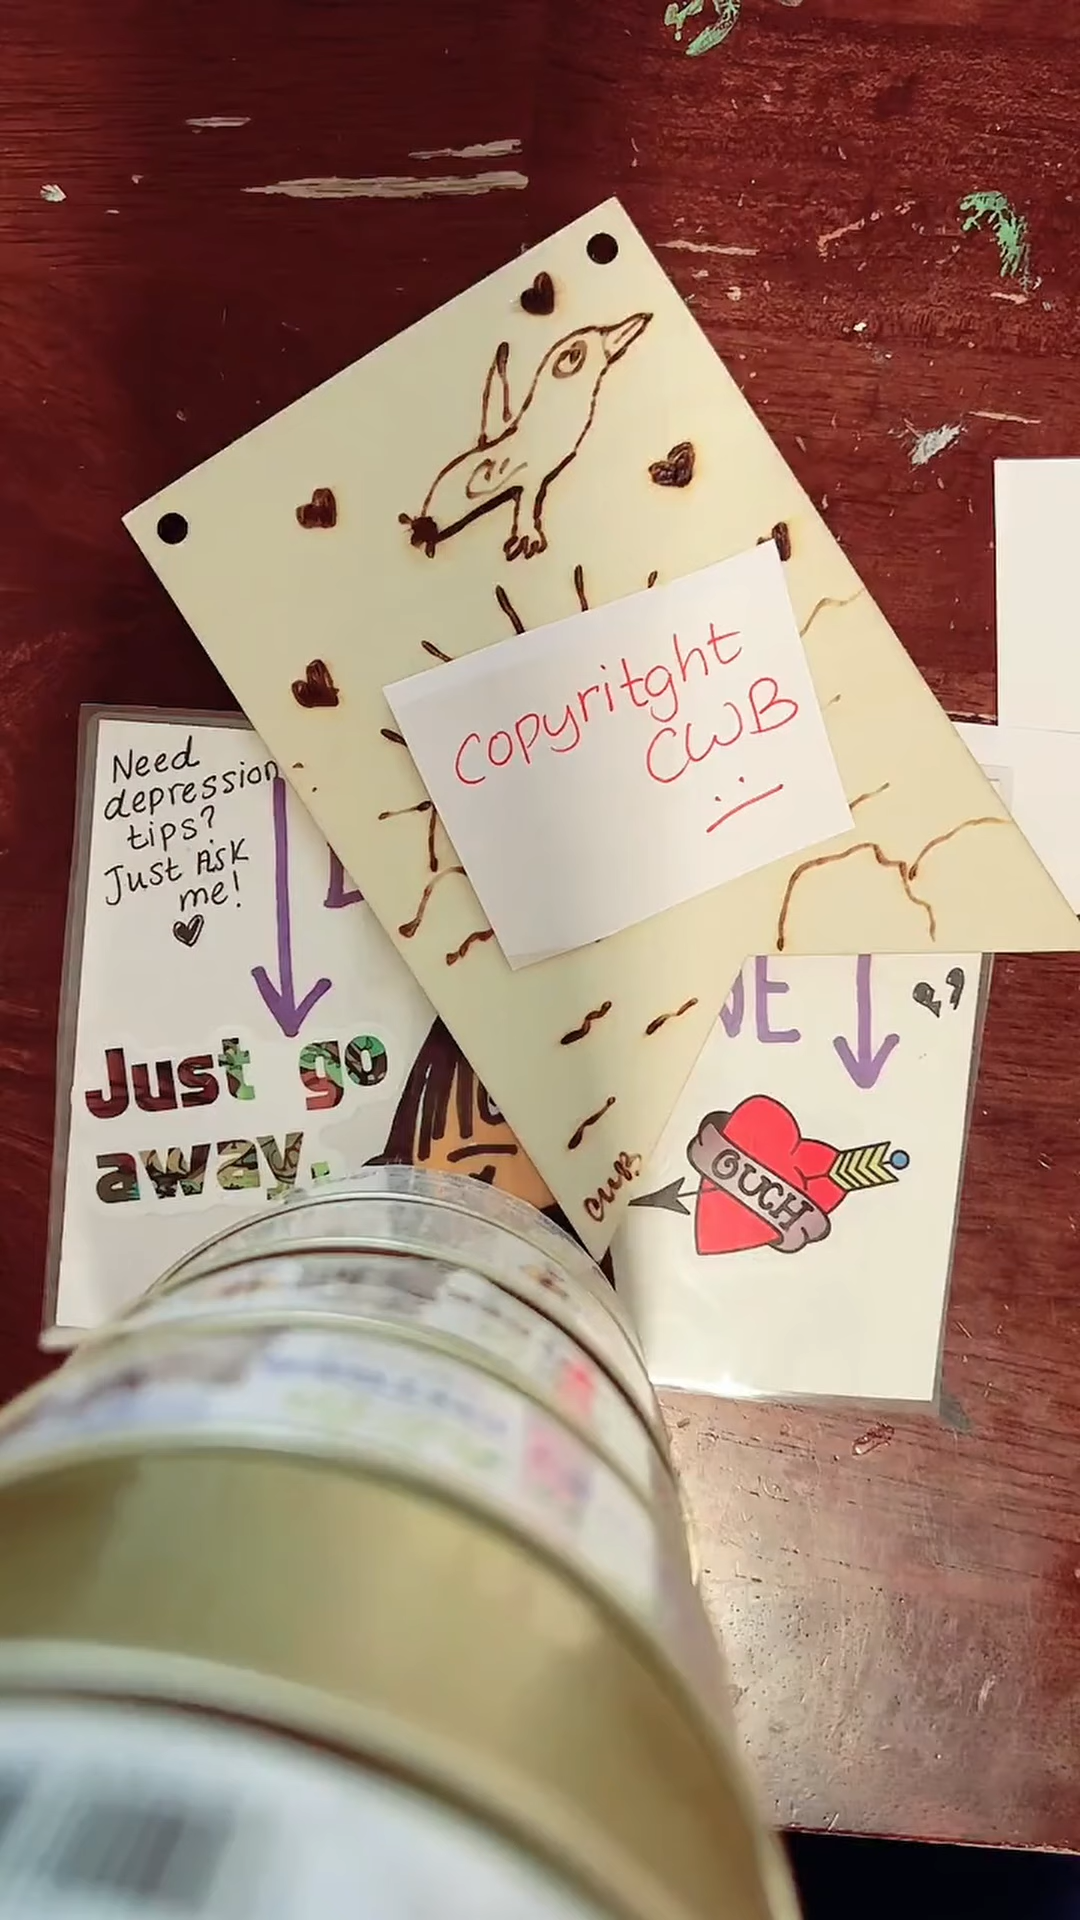 Copyritght
CWB
Need
depression
tips?
Just Ask
me!
Just go
away.
OUCH
CWB